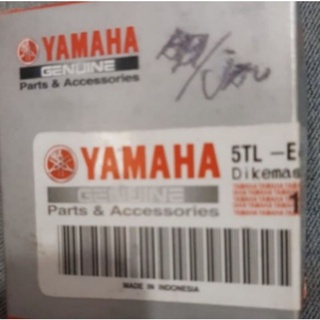 YAMAHA
GENUINE
Parts & Accessories
YAMAHA
GENUINE
Parts & Accessories
5TL -E
Dikemas
MADE IN INDONESIA